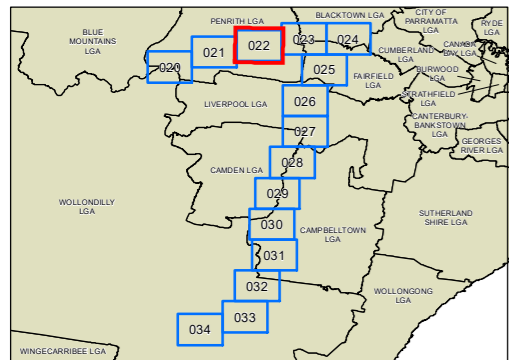 BLACKTOWN LGA
CITY OF
PARRAMATTA
LGA
RYDE
LGA
PENRITH LGA
BLUE
MOUNTAINS
LGA
020
021
022
023
024
CUMBERLAND
LGA
CANADA
BAY LGA
025
FAIRFIELD
LGA
BURWOOD
LGA
STRATHFIELD
LGA
026
LIVERPOOL LGA
CANTERBURY-
BANKSTOWN
LGA
027
GEORGES
RIVER LGA
028
CAMDEN LGA
029
WOLLONDILLY
LGA
030
CAMPBELLTOWN
LGA
SUTHERLAND
SHIRE LGA
031
032
WOLLONGONG
LGA
033
034
WINGECARRIBEE LGA